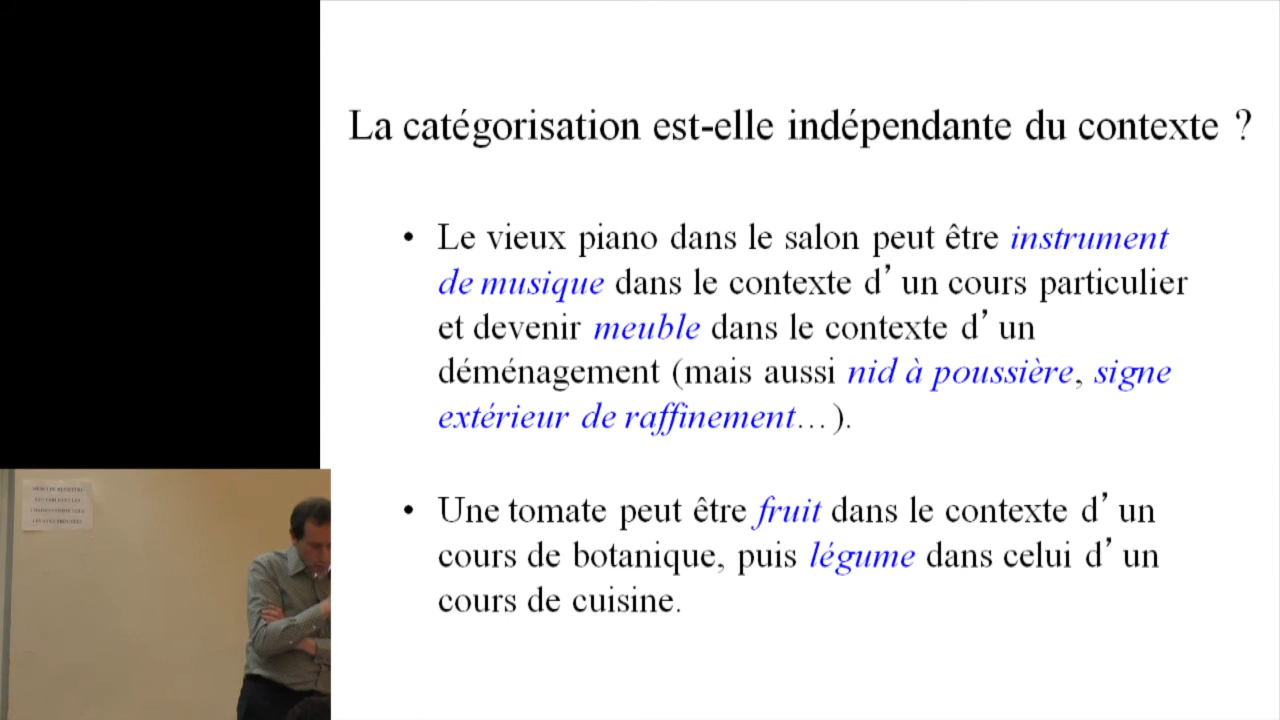 La catégorisation est-elle indépendante du contexte ?
• Le vieux piano dans le salon peut être instrument
de musique dans le contexte d’un cours particulier
et devenir meuble dans le contexte d’un
déménagement (mais aussi nid à poussière, signe
extérieur de raffinement…).
• Une tomate peut être fruit dans le contexte d’un
cours de botanique, puis légume dans celui d’un
cours de cuisine.